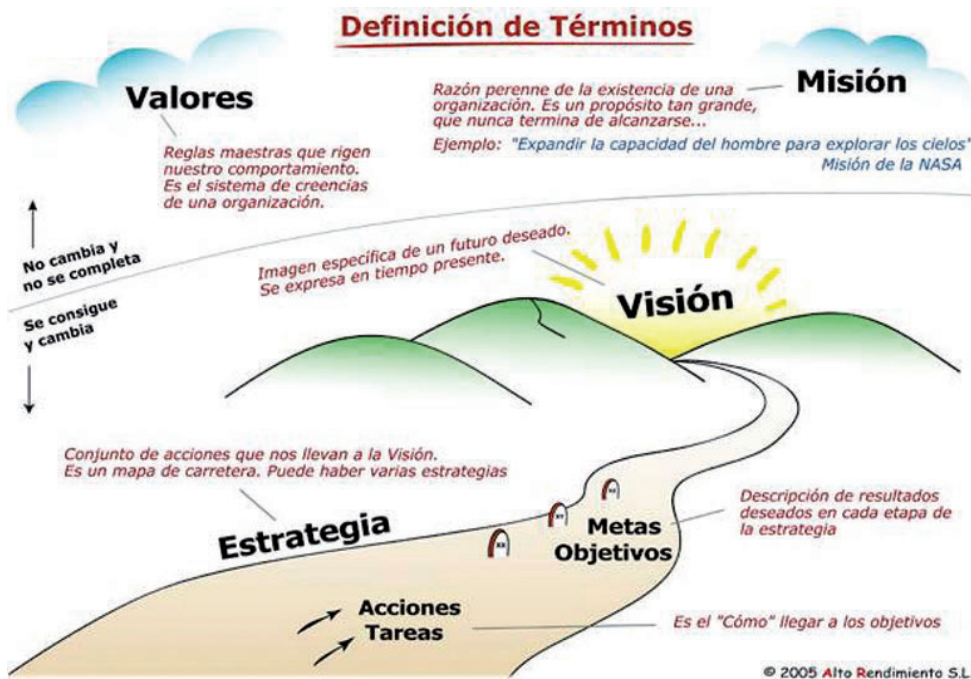 Definición de Términos
Valores
Reglas maestras que rigen
nuestro comportamiento.
Es el sistema de creencias
de una organización.
Misión
Razón perenne de la existencia de una
organización. Es un propósito tan grande,
que nunca termina de alcanzarse...
Ejemplo: "Expandir la capacidad del hombre para explorar los cielos"
Misión de la NASA
No cambia y
no se completa
Se consigue
y cambia
Imagen especifica de un futuro deseado.
Se expresa en tiempo presente.
Visión
Conjunto de acciones que nos llevan a la Visión.
Es un mapa de carretera. Puede haber varias estrategias
Estrategia
Metas
Objetivos
Descripción de resultados
deseados en cada etapa de
la estrategia
Acciones
Tareas
Es el "Cómo" llegar a los objetivos
© 2005 Alto Rendimiento S.L.